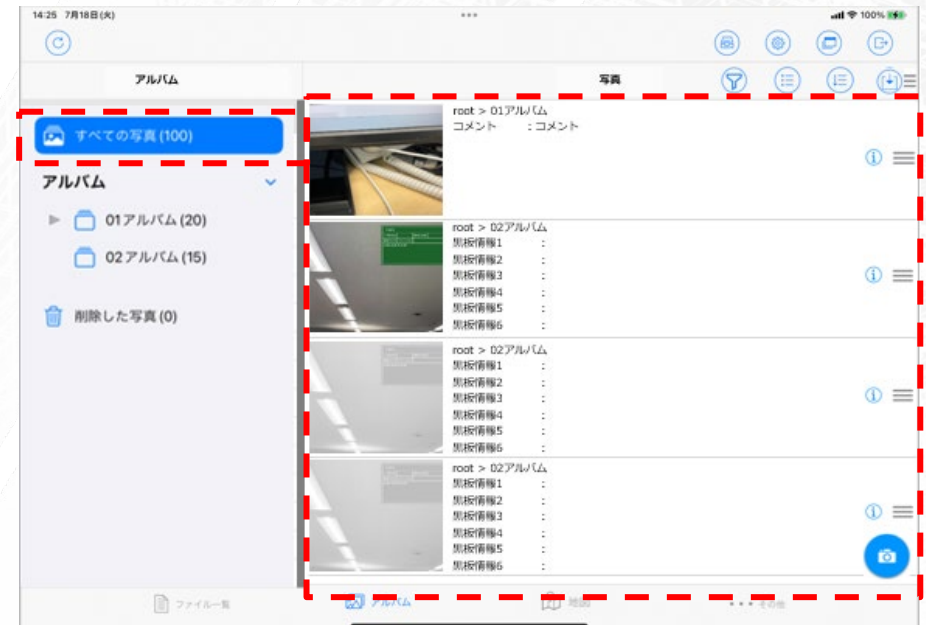 14:25 7月18日(火)
100%
アルバム
写真
すべての写真(100)
アルバム
01アルバム(20)
02アルバム(15)
削除した写真(0)
root > 01アルバム
コメント :コメント
root > 02アルバム
黒板情報1 :
黒板情報2 :
黒板情報3 :
黒板情報4 :
黒板情報5 :
黒板情報6 :
root > 02アルバム
黒板情報1 :
黒板情報2 :
黒板情報3 :
黒板情報4 :
黒板情報5 :
黒板情報6 :
root > 02アルバム
黒板情報1 :
黒板情報2 :
黒板情報3 :
黒板情報4 :
黒板情報5 :
黒板情報6 :
ファイル一覧
アルバム
地図
その他